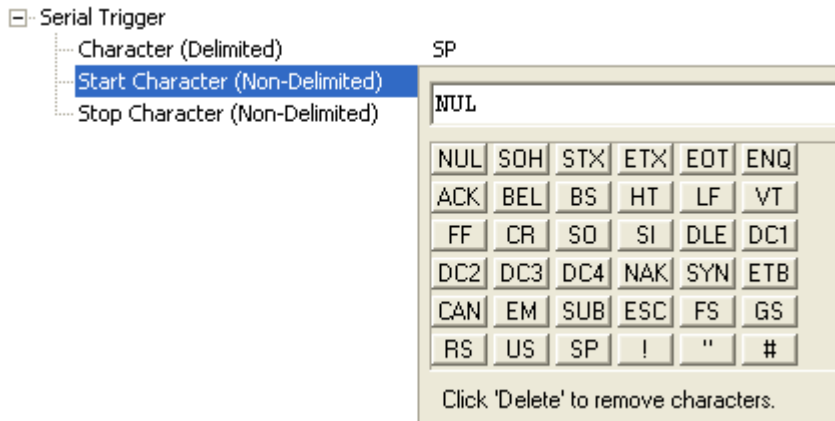 Serial Trigger
Character (Delimited) SP
Start Character (Non-Delimited)
Stop Character (Non-Delimited)
NUL
NUL SOH STX ETX EOT ENQ
ACK BEL BS HT LF VT
FF CR SO SI DLE DC1
DC2 DC3 DC4 NAK SYN ETB
CAN EM SUB ESC FS GS
RS US SP ! " #
Click 'Delete' to remove characters.